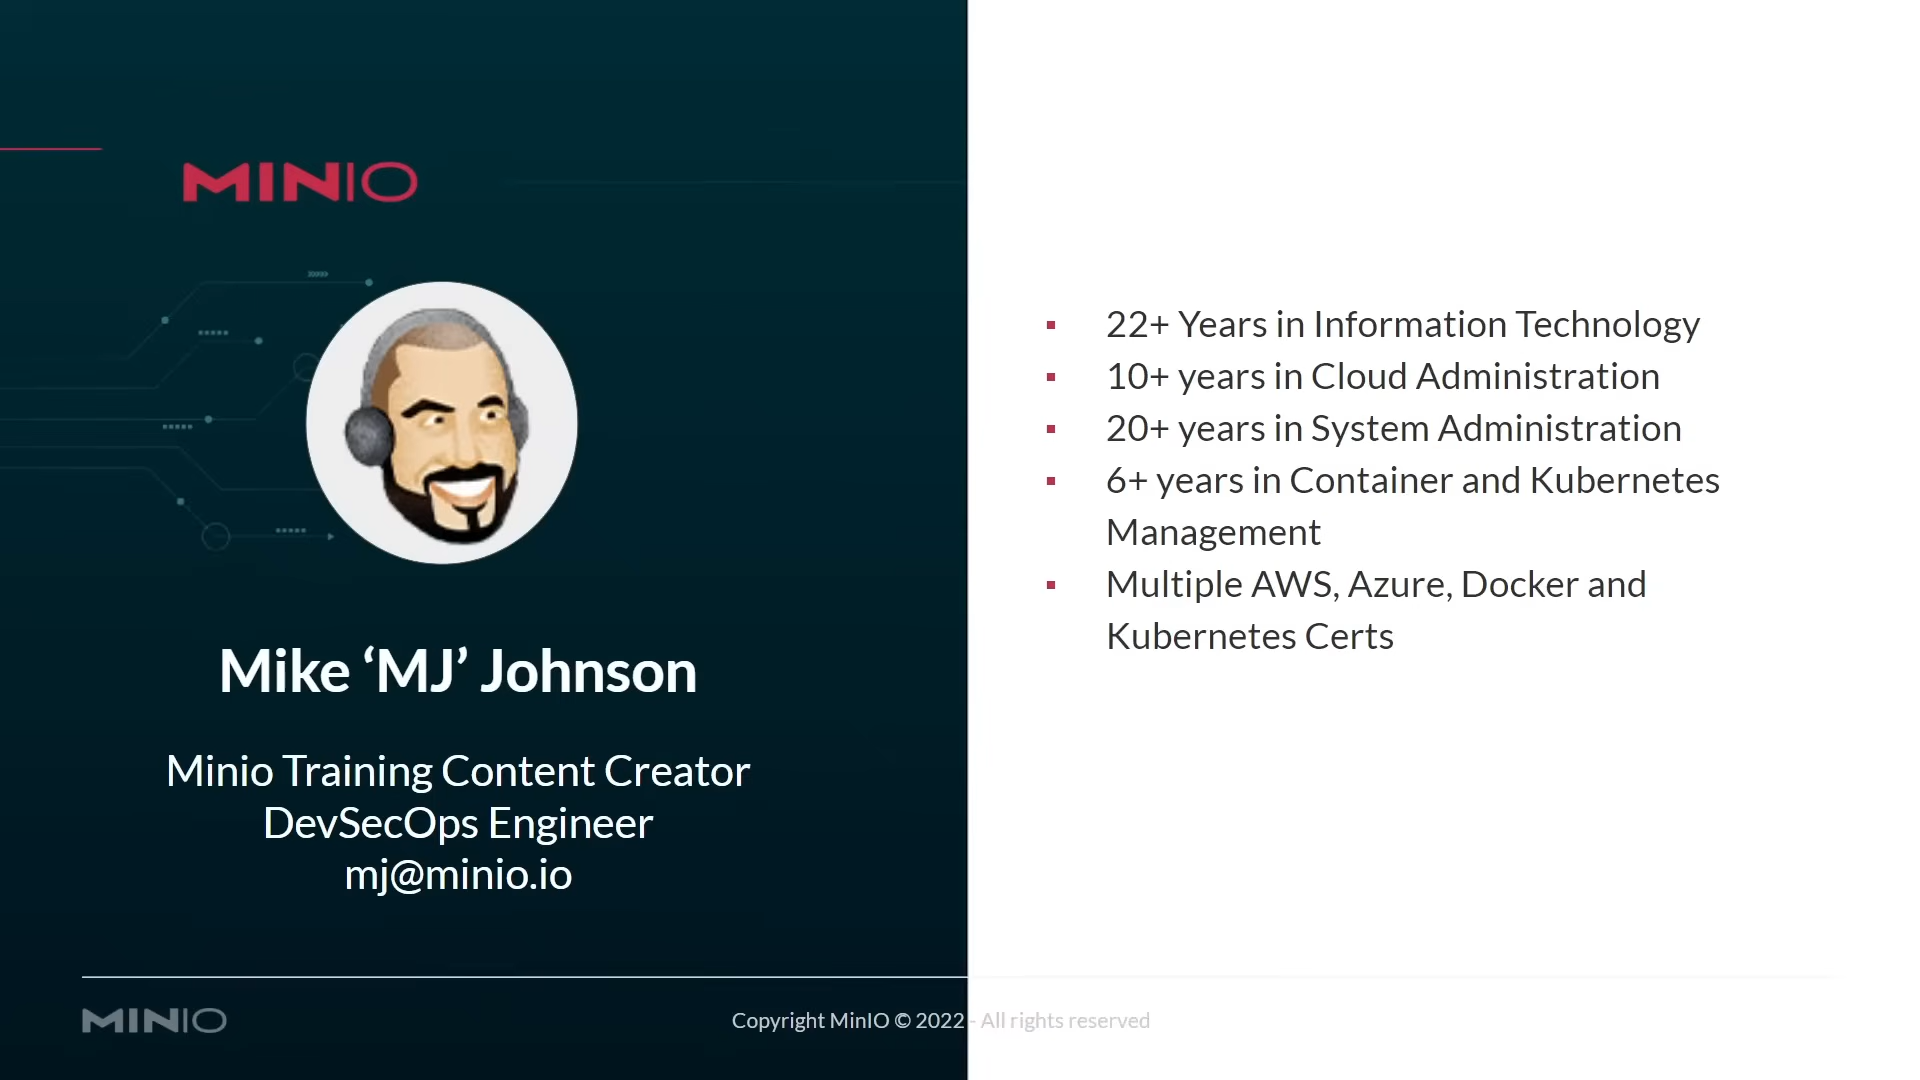 MINIO
Mike ‘MJ’ Johnson
Minio Training Content Creator
DevSecOps Engineer
mj@minio.io
22+ Years in Information Technology
10+ years in Cloud Administration
20+ years in System Administration
6+ years in Container and Kubernetes
Management
Multiple AWS, Azure, Docker and
Kubernetes Certs
MINIO
Copyright MinIO © 2022 - All rights reserved